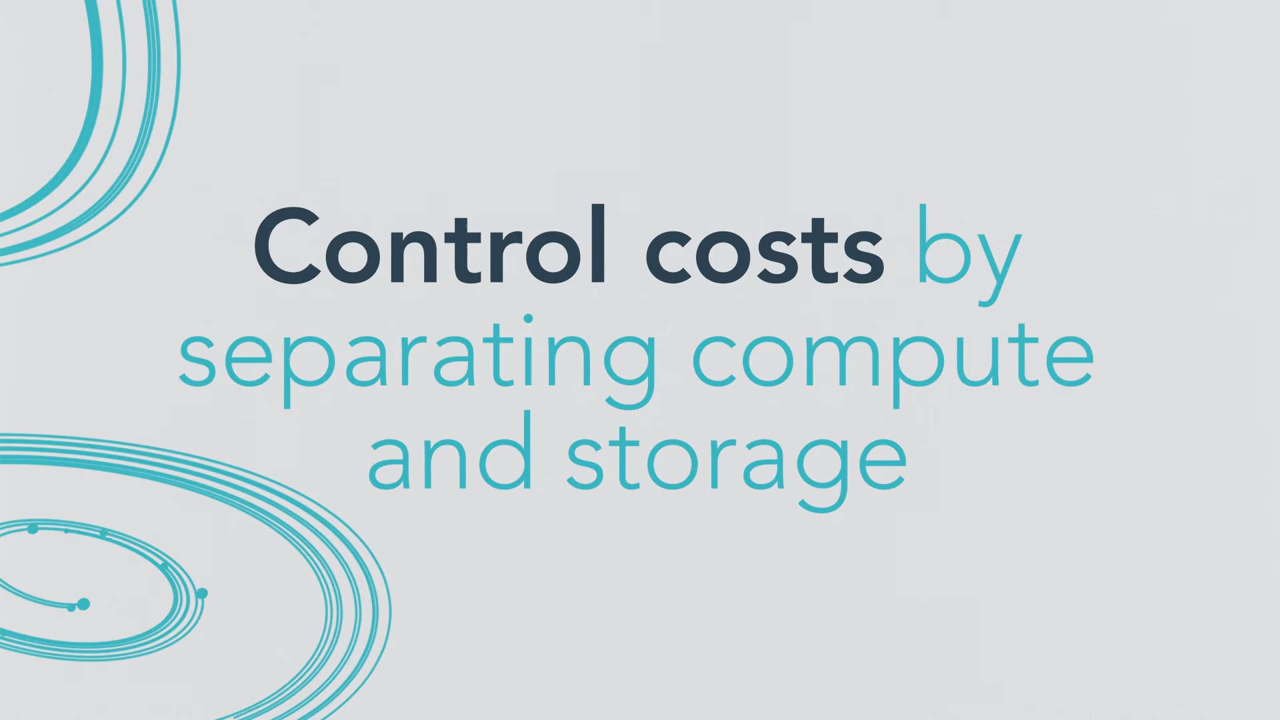 Control costs by
separating compute
and storage